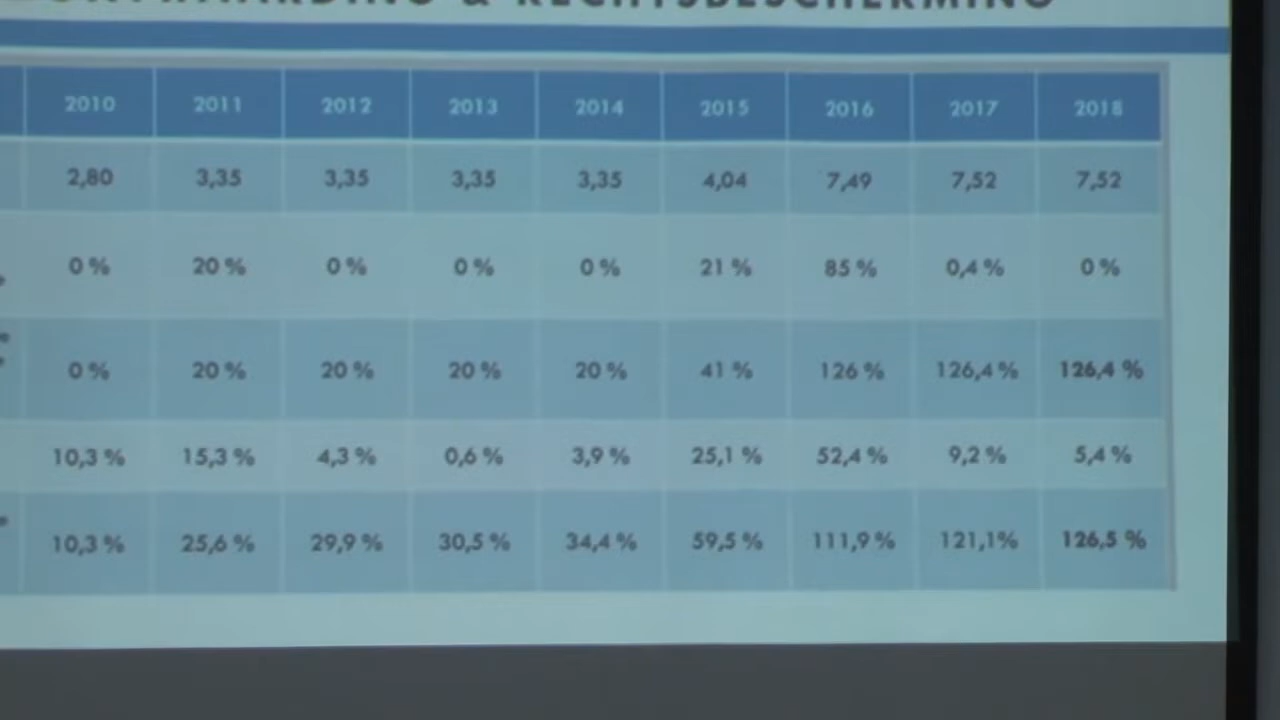 & RECHTSBESCHERMING
2010 2011 2012 2013 2014 2015 2016 2017 2018
2,80 3,35 3,35 3,35 3,35 4,04 7,49 7,52 7,52
0 % 20 % 0 % 0 % 0 % 21 % 85 % 0,4 % 0 %
0 % 20 % 20 % 20 % 20 % 41 % 126 % 126,4 % 126,4 %
10,3 % 15,3 % 4,3 % 0,6 % 3,9 % 25,1 % 52,4 % 9,2 % 5,4 %
10,3 % 25,6 % 29,9 % 30,5 % 34,4 % 59,5 % 111,9 % 121,1% 126,5 %